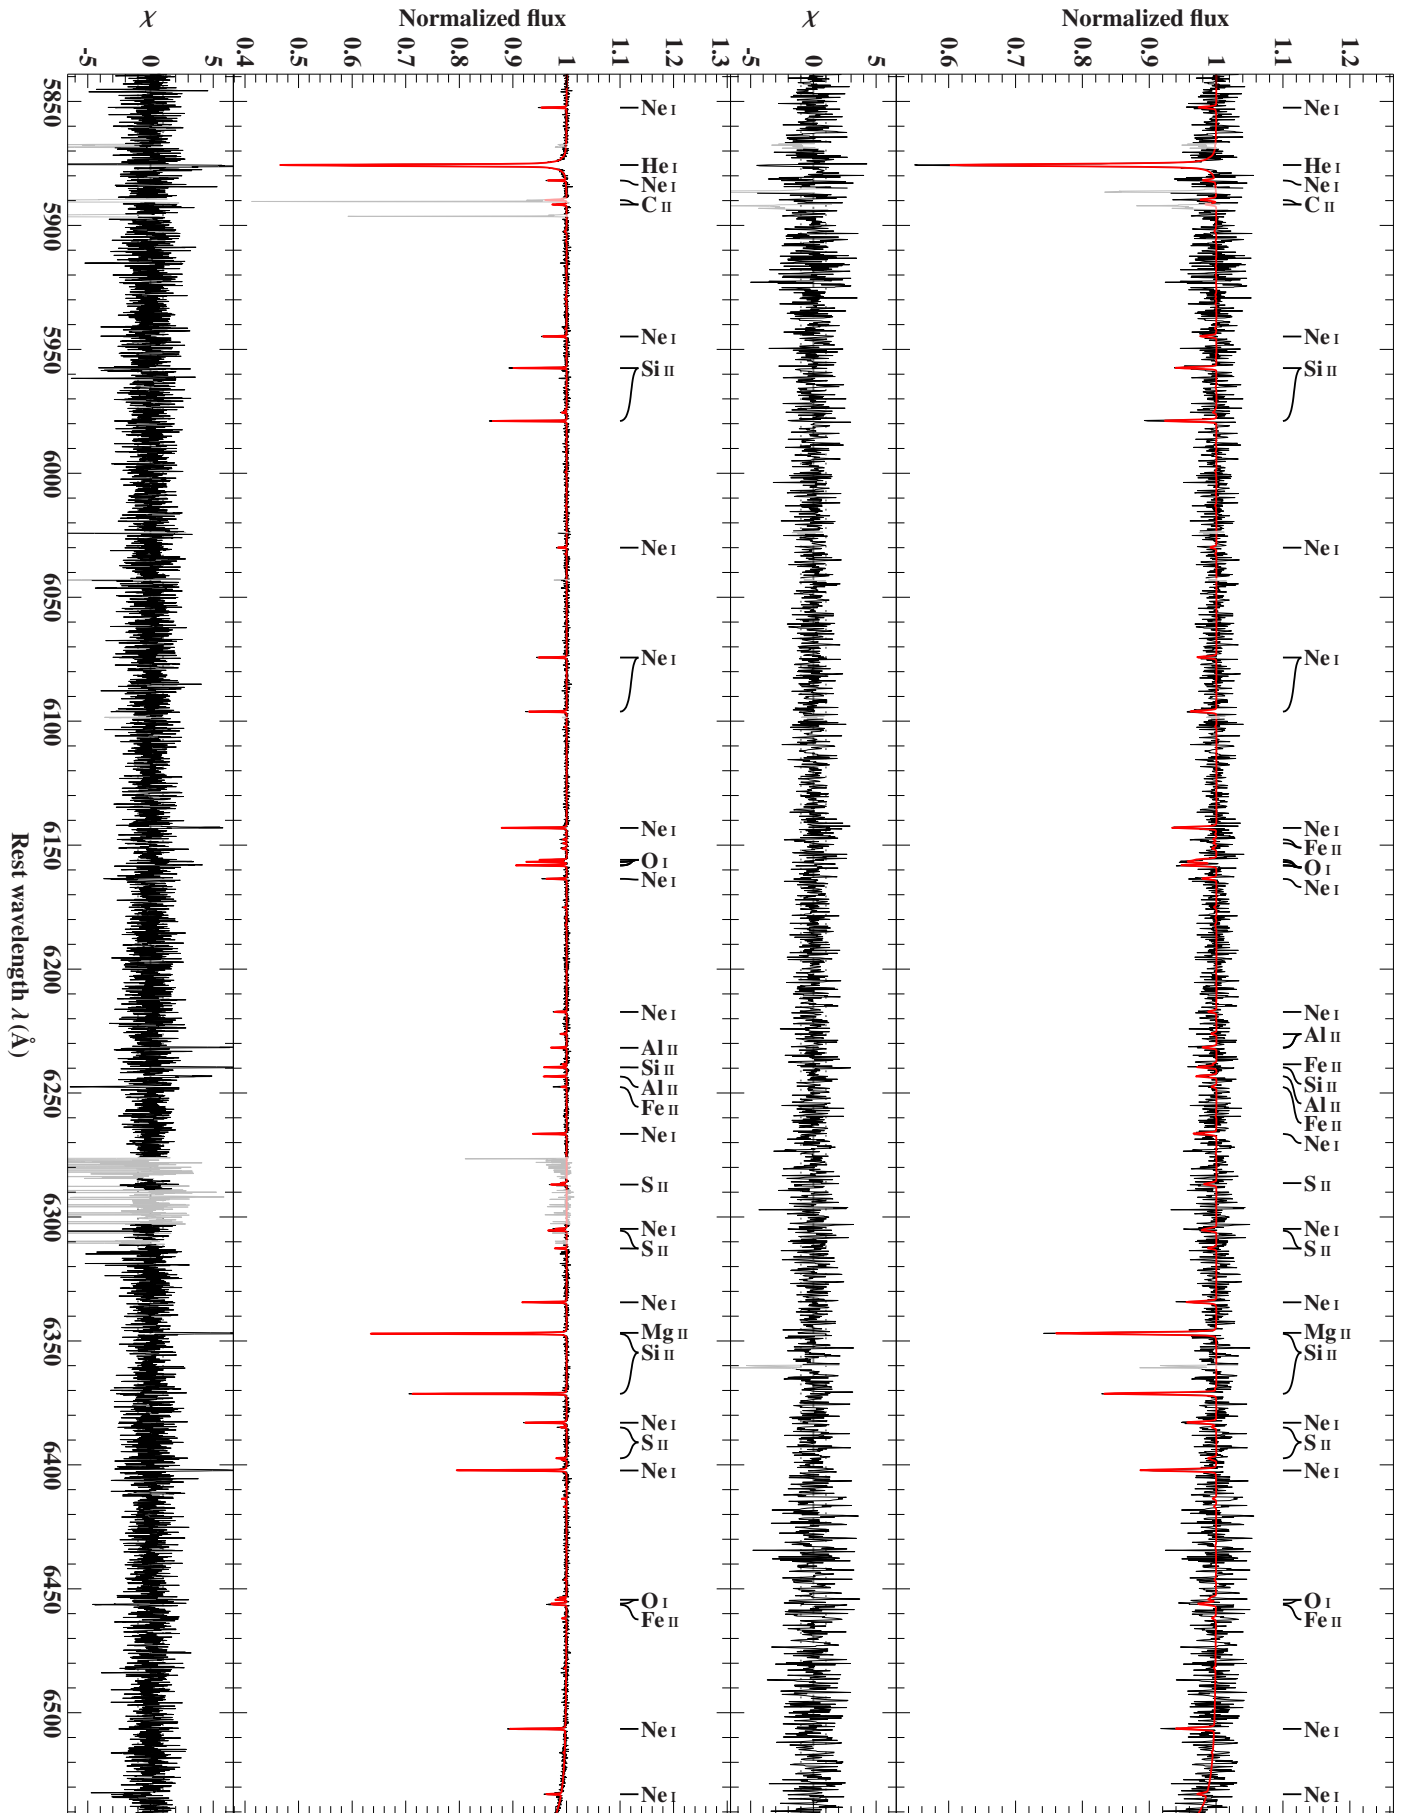 χ
Normalized flux
χ
Normalized flux
-5 0 5
0.4 0.5 0.6 0.7 0.8 0.9 1 1.1 1.2 1.3
-5 0 5
0.6 0.7 0.8 0.9 1 1.1 1.2
5850
5900
5950
6000
6050
6100
6150
6200
6250
6300
6350
6400
6450
6500
Rest wavelength λ (Å)
Ne I
He I
Ne I
C II
Ne I
Si II
Ne I
Ne I
Ne I
O I
Ne I
Ne I
Al II
Si II
Al II
Fe II
Ne I
S II
Ne I
S II
Ne I
Mg II
Si II
Ne I
S II
Ne I
O I
Fe II
Ne I
Ne I
Ne I
He I
Ne I
C II
Ne I
Si II
Ne I
Ne I
Ne I
Fe II
O I
Ne I
Ne I
Al II
Fe II
Si II
Al II
Fe II
Ne I
S II
Ne I
S II
Ne I
Mg II
Si II
Ne I
S II
Ne I
O I
Fe II
Ne I
Ne I